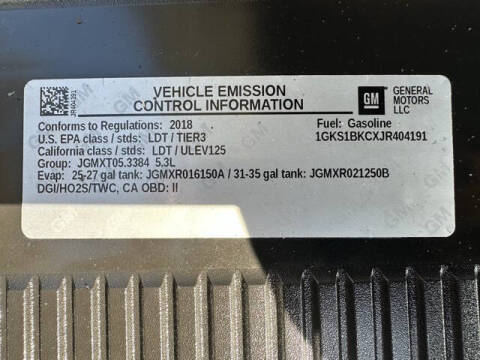 JR404191
VEHICLE EMISSION
CONTROL INFORMATION
GM
GENERAL
MOTORS
LLC
Conforms to Regulations: 2018
Fuel: Gasoline
U.S. EPA class / stds: LDT / TIER3
1GKS1BKCXJR404191
California class / stds: LDT / ULEV125
Group: JGMXT05.3384 5.3L
Evap: 25-27 gal tank: JGMXR016150A / 31-35 gal tank: JGMXR021250B
DGI/HO2S/TWC, CA OBD: II